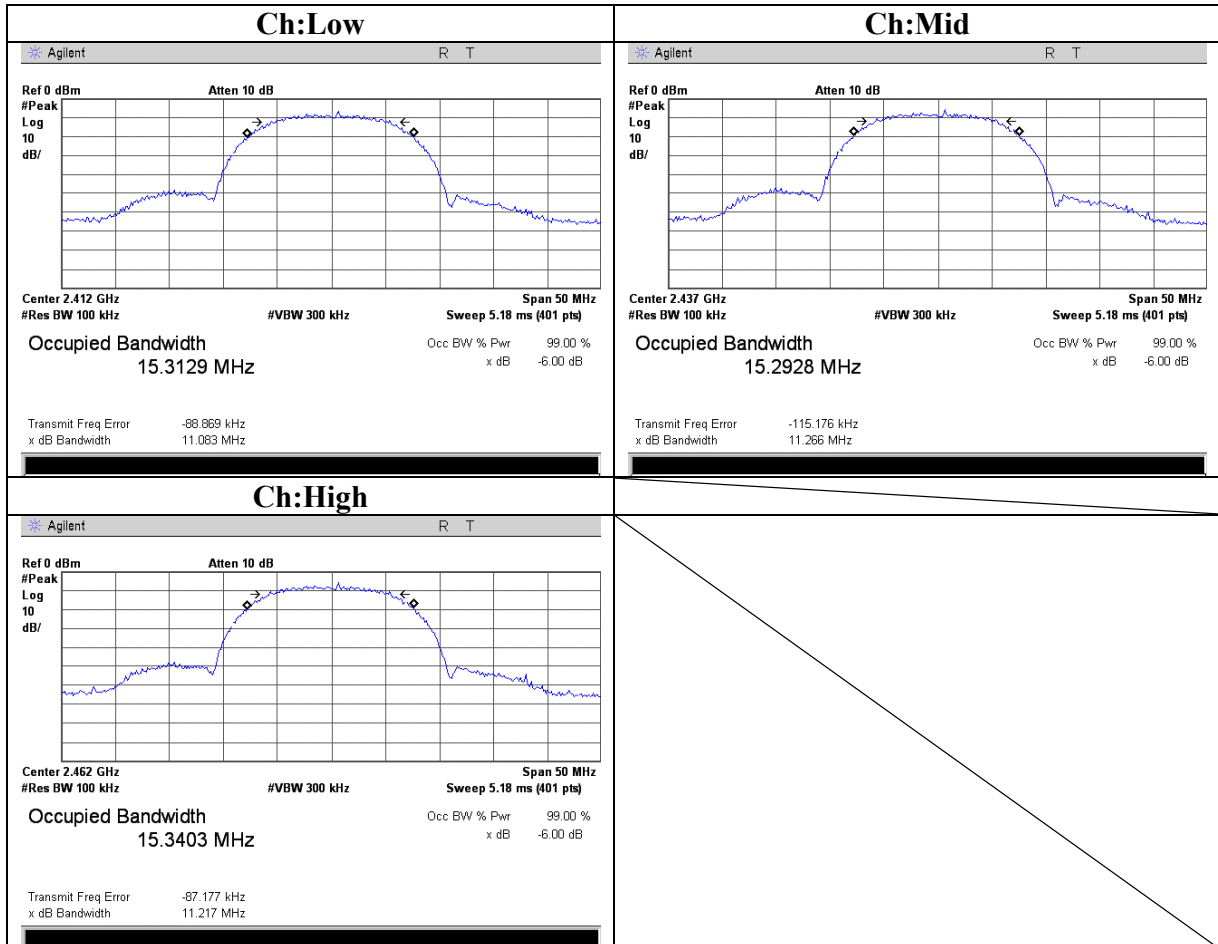 Ch:Low
Agilent R T
Ref 0 dBm Atten 10 dB
#Peak
Log
10
dB/
Center 2.412 GHz Span 50 MHz
#Res BW 100 kHz #VBW 300 kHz Sweep 5.18 ms (401 pts)
Occupied Bandwidth Occ BW % Pwr 99.00 %
15.3129 MHz x dB -6.00 dB
Transmit Freq Error -88.869 kHz
x dB Bandwidth 11.083 MHz
Ch:Mid
Agilent R T
Ref 0 dBm Atten 10 dB
#Peak
Log
10
dB/
Center 2.437 GHz Span 50 MHz
#Res BW 100 kHz #VBW 300 kHz Sweep 5.18 ms (401 pts)
Occupied Bandwidth Occ BW % Pwr 99.00 %
15.2928 MHz x dB -6.00 dB
Transmit Freq Error -115.176 kHz
x dB Bandwidth 11.266 MHz
Ch:High
Agilent R T
Ref 0 dBm Atten 10 dB
#Peak
Log
10
dB/
Center 2.462 GHz Span 50 MHz
#Res BW 100 kHz #VBW 300 kHz Sweep 5.18 ms (401 pts)
Occupied Bandwidth Occ BW % Pwr 99.00 %
15.3403 MHz x dB -6.00 dB
Transmit Freq Error -87.177 kHz
x dB Bandwidth 11.217 MHz